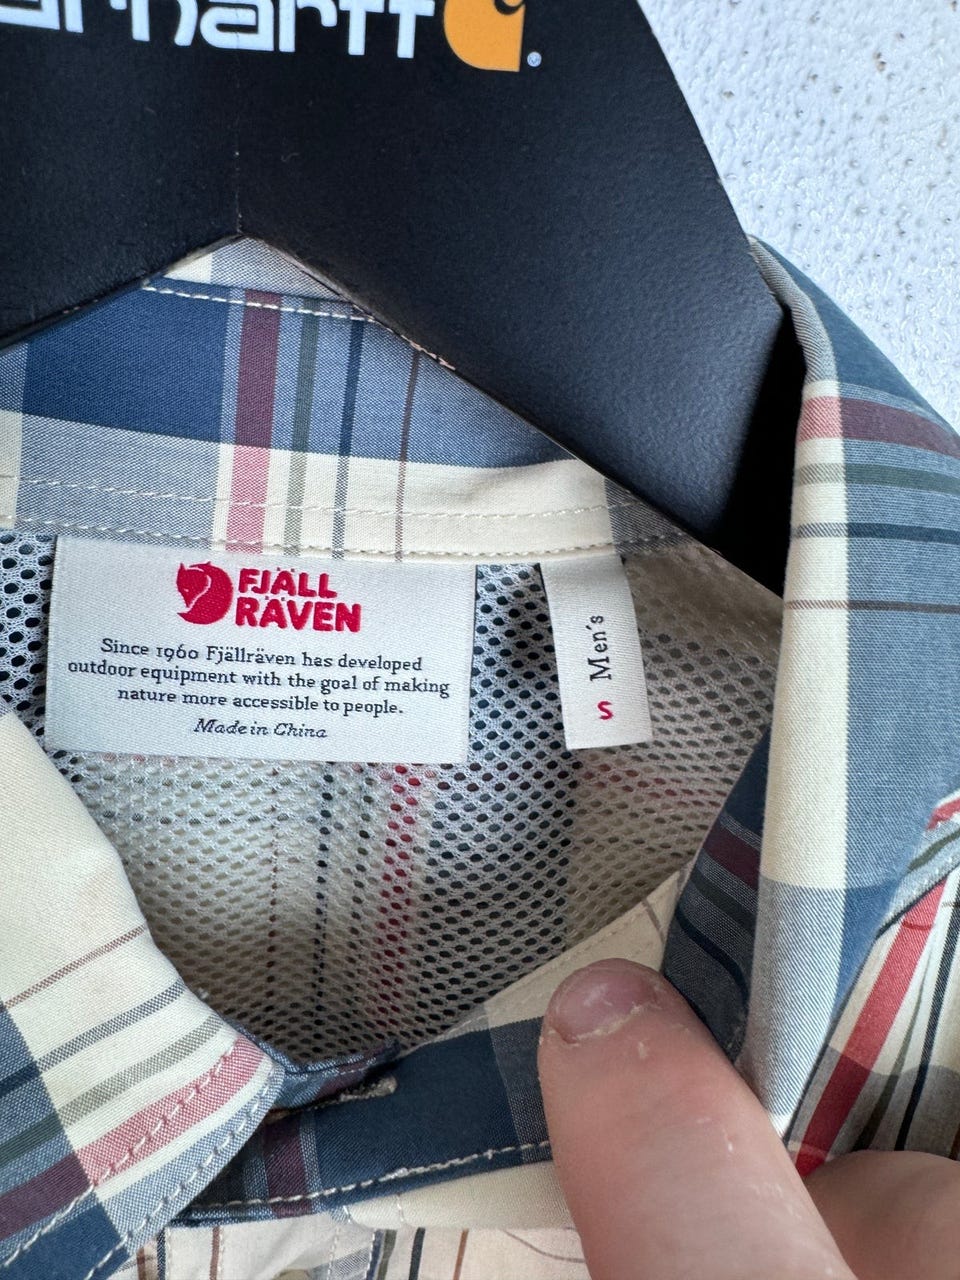 arhartt
FJÄLL
RÄVEN
Since 1960 Fjällräven has developed
outdoor equipment with the goal of making
nature more accessible to people.
Made in China
S Men's